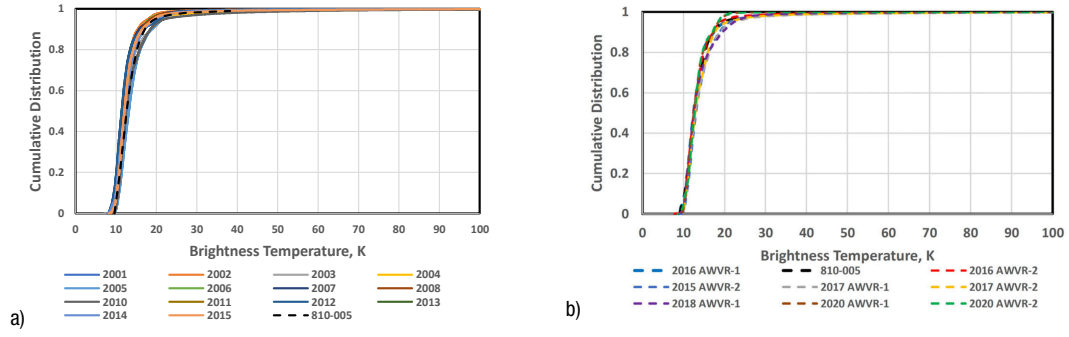 1
0.8
0.6
0.4
0.2
0
Cumulative Distribution
0 10 20 30 40 50 60 70 80 90 100
Brightness Temperature, K
2001 2002 2003 2004
2005 2006 2007 2008
2010 2011 2012 2013
2014 2015 810-005
a)
1
0.8
0.6
0.4
0.2
0
Cumulative Distribution
0 10 20 30 40 50 60 70 80 90 100
Brightness Temperature, K
2016 AWVR-1 810-005 2016 AWVR-2
2015 AWVR-2 2017 AWVR-1 2017 AWVR-2
2018 AWVR-1 2020 AWVR-1 2020 AWVR-2
b)